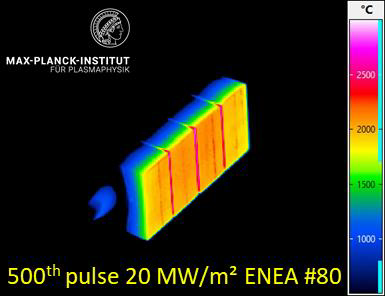 MAX-PLANCK-INSTITUT
FÜR PLASMAPHYSIK
°C
2500
2000
1500
1000
500th pulse 20 MW/m² ENEA #80